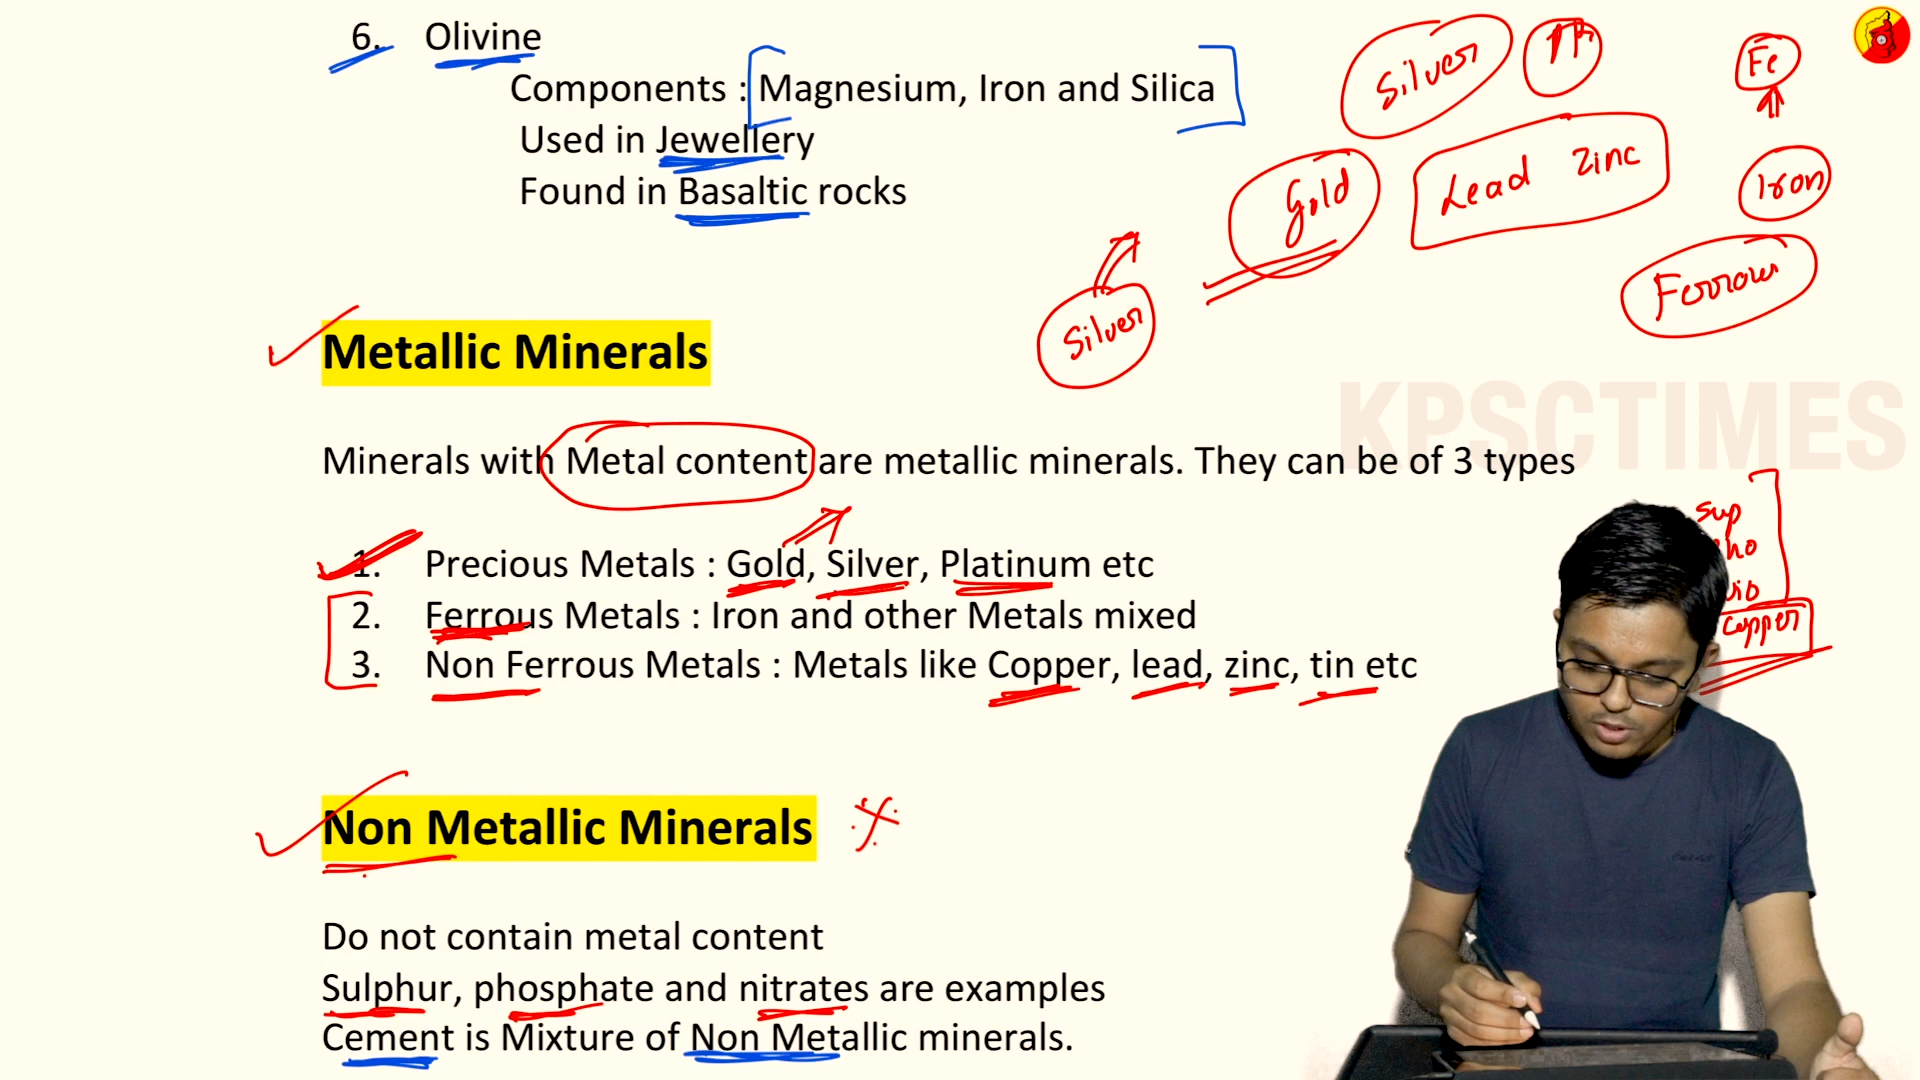 6. Olivine
Components : Magnesium, Iron and Silica
Used in Jewellery
Found in Basaltic rocks
Silver
Fe
Gold
Lead Zinc
Iron
Silver
Ferrous
Metallic Minerals
KPSCTIMES
Minerals with Metal content are metallic minerals. They can be of 3 types
1. Precious Metals : Gold, Silver, Platinum etc
2. Ferrous Metals : Iron and other Metals mixed
3. Non Ferrous Metals : Metals like Copper, lead, zinc, tin etc
Sup
Copper
Non Metallic Minerals
Do not contain metal content
Sulphur, phosphate and nitrates are examples
Cement is Mixture of Non Metallic minerals.